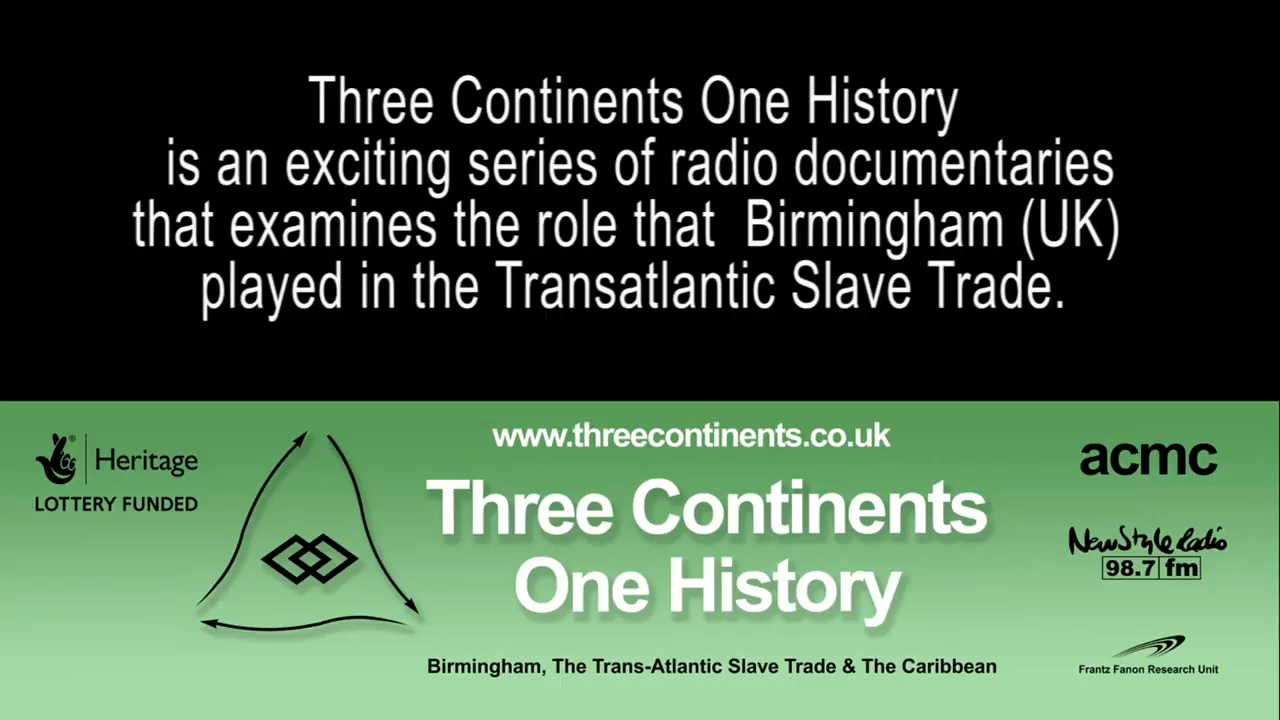 Three Continents One History
is an exciting series of radio documentaries
that examines the role that Birmingham (UK)
played in the Transatlantic Slave Trade.
www.threecontinents.co.uk
Heritage
LOTTERY FUNDED
Three Continents
One History
Birmingham, The Trans-Atlantic Slave Trade & The Caribbean
acmc
New Style Radio
98.7 fm
Frantz Fanon Research Unit